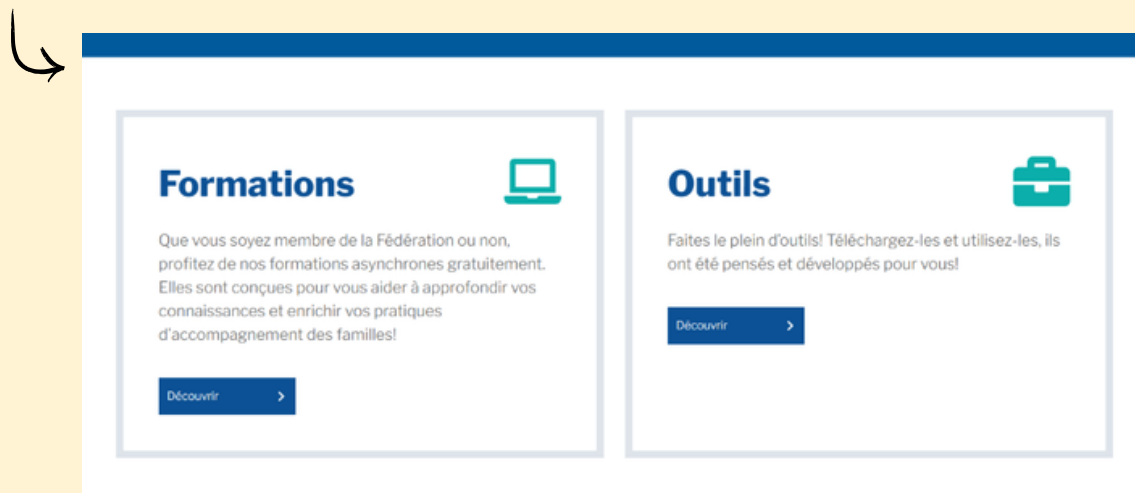 Formations
Que vous soyez membre de la Fédération ou non,
profitez de nos formations asynchrones gratuitement.
Elles sont conçues pour vous aider à approfondir vos
connaissances et enrichir vos pratiques
d'accompagnement des familles!
Découvrir
Outils
Faites le plein d'outils! Téléchargez-les et utilisez-les, ils
ont été pensés et développés pour vous!
Découvrir